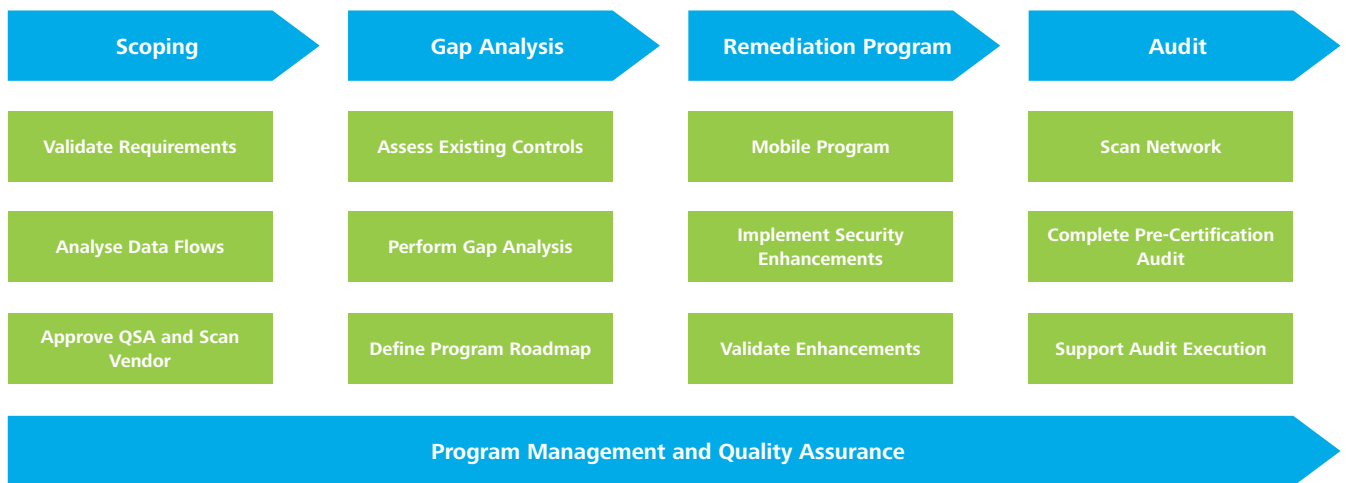 Scoping
Gap Analysis
Remediation Program
Audit
Validate Requirements
Assess Existing Controls
Mobile Program
Scan Network
Analyse Data Flows
Perform Gap Analysis
Implement Security
Enhancements
Complete Pre-Certification
Audit
Approve QSA and Scan
Vendor
Define Program Roadmap
Validate Enhancements
Support Audit Execution
Program Management and Quality Assurance